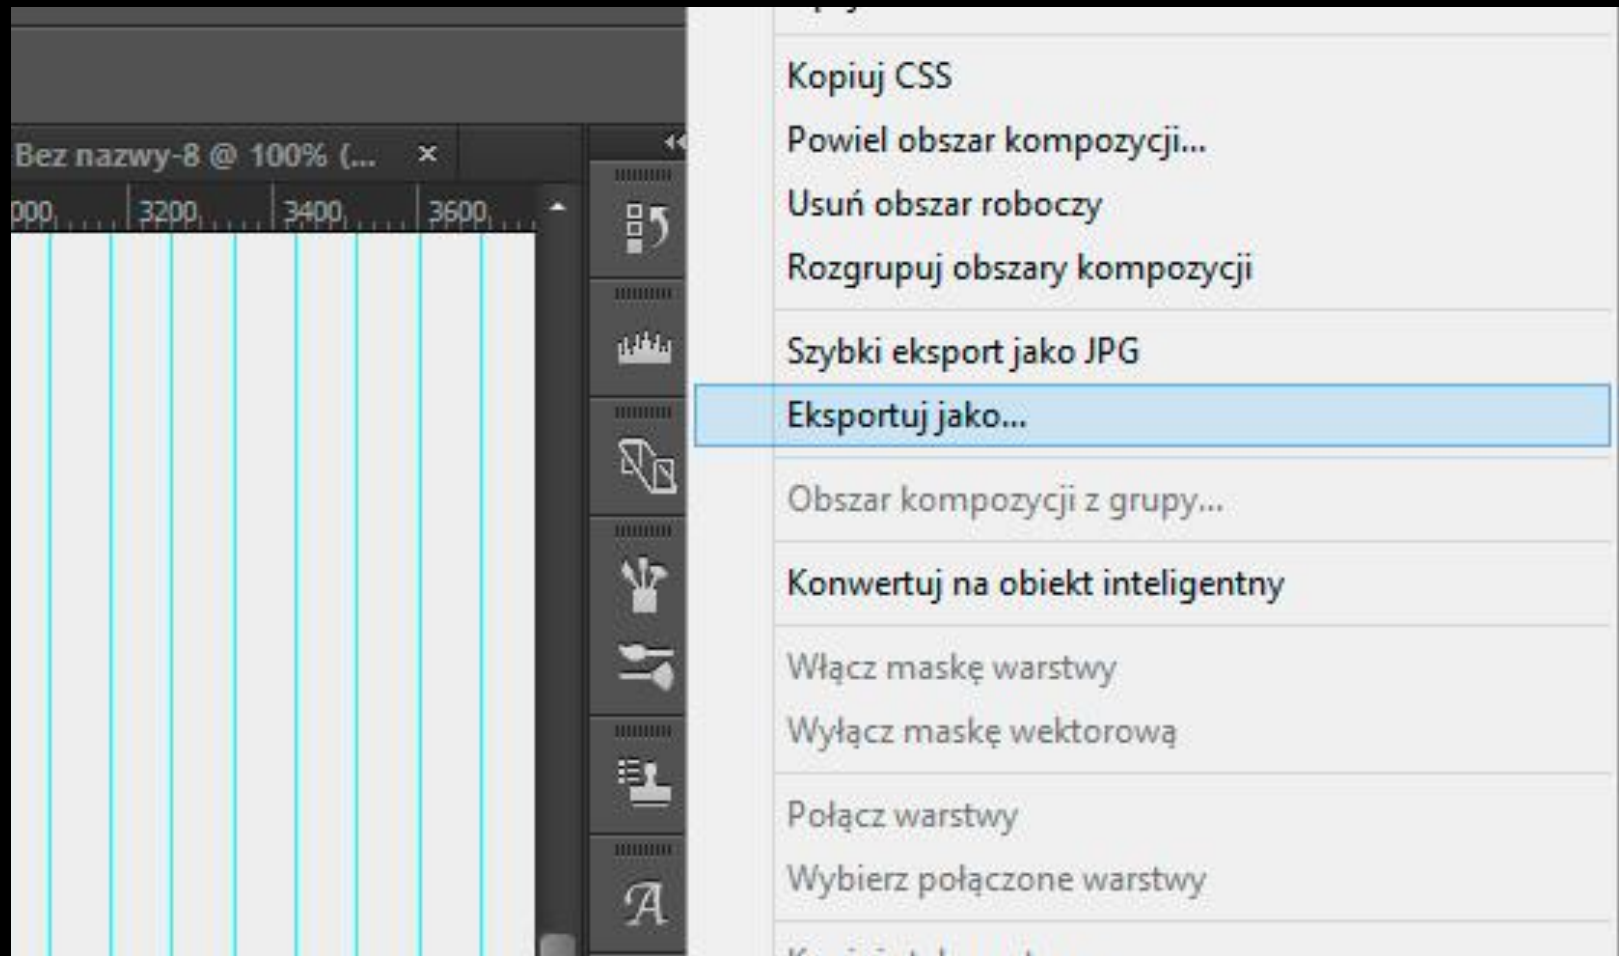 Bez nazwy-8 @ 100% (... ×
000 3200 3400 3600
Kopiuj CSS
Powiel obszar kompozycji...
Usuń obszar roboczy
Rozgrupuj obszary kompozycji
Szybki eksport jako JPG
Eksportuj jako...
Obszar kompozycji z grupy...
Konwertuj na obiekt inteligentny
Włącz maskę warstwy
Wyłącz maskę wektorową
Połącz warstwy
Wybierz połączone warstwy